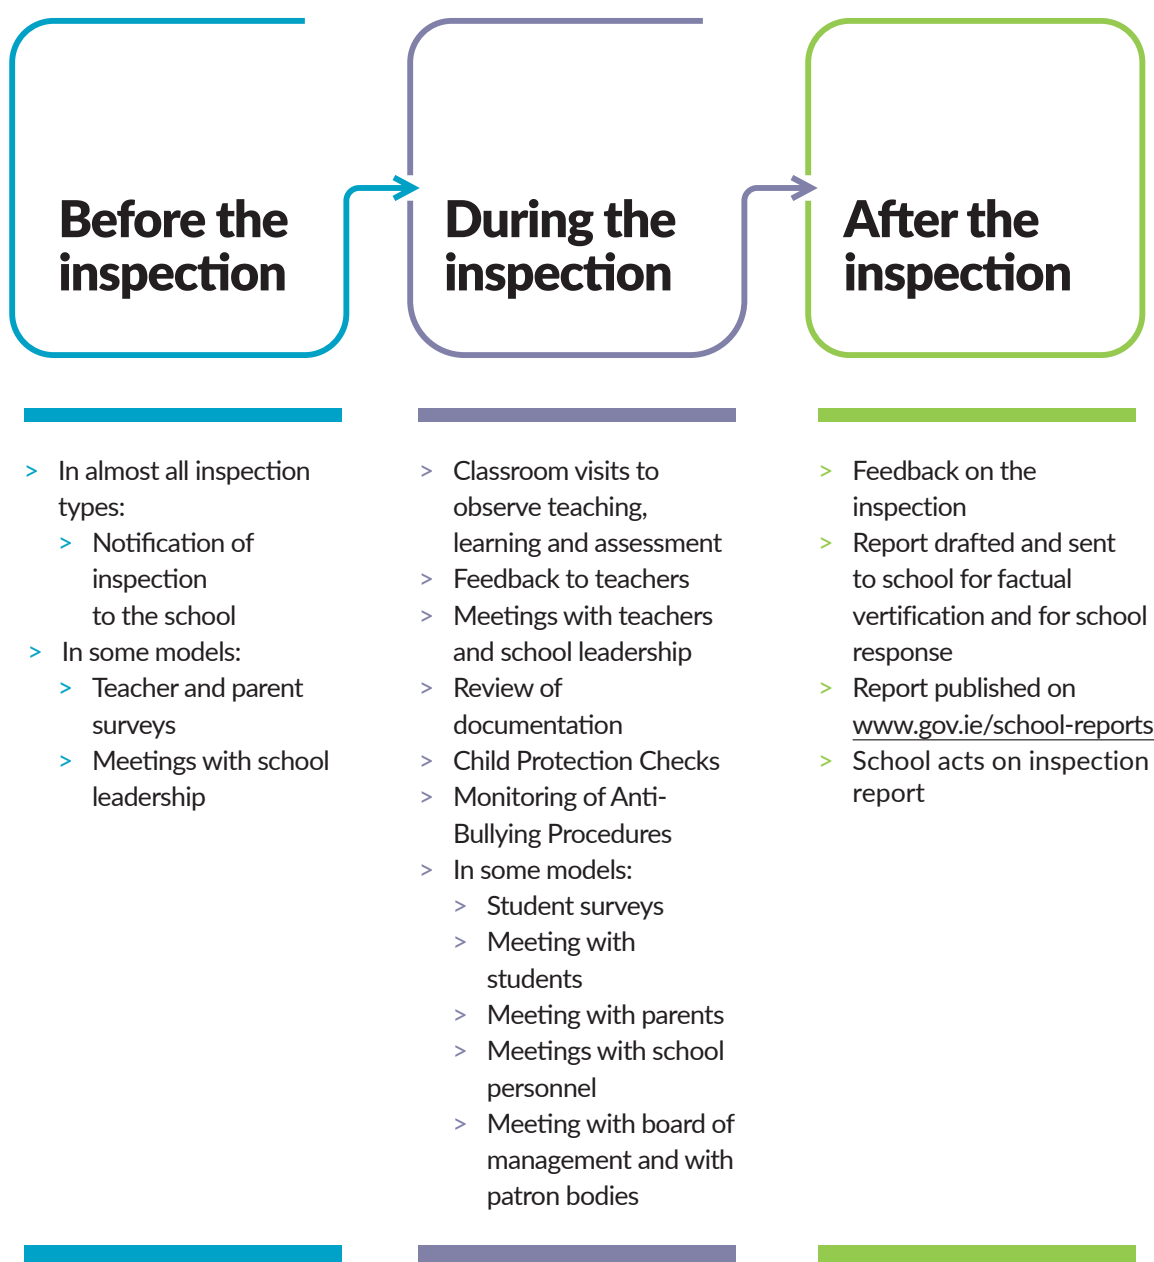 Before the
inspection
> In almost all inspection
types:
> Notification of
inspection
to the school
> In some models:
> Teacher and parent
surveys
> Meetings with school
leadership
During the
inspection
> Classroom visits to
observe teaching,
learning and assessment
> Feedback to teachers
> Meetings with teachers
and school leadership
> Review of
documentation
> Child Protection Checks
> Monitoring of Anti-
Bullying Procedures
> In some models:
> Student surveys
> Meeting with
students
> Meeting with parents
> Meetings with school
personnel
> Meeting with board of
management and with
patron bodies
After the
inspection
> Feedback on the
inspection
> Report drafted and sent
to school for factual
vertification and for school
response
> Report published on
www.gov.ie/school-reports
> School acts on inspection
report